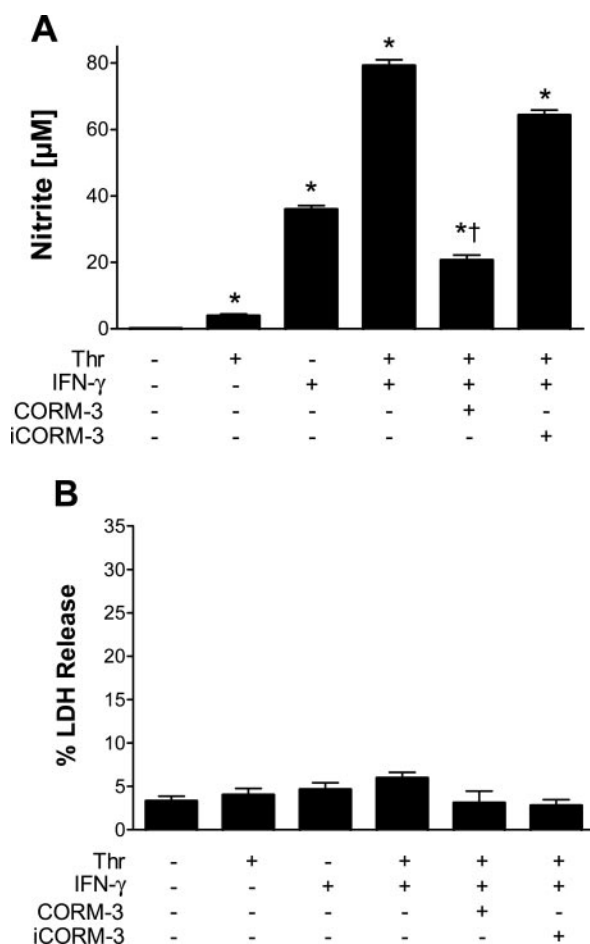 A
Nitrite [µM]
80
60
40
20
0
*
*
*
*†
*
Thr - + - + + +
IFN-γ - - + + + +
CORM-3 - - - - + -
iCORM-3 - - - - - +
B
% LDH Release
35
30
25
20
15
10
5
0
Thr - + - + + +
IFN-γ - - + + + +
CORM-3 - - - - + -
iCORM-3 - - - - - +